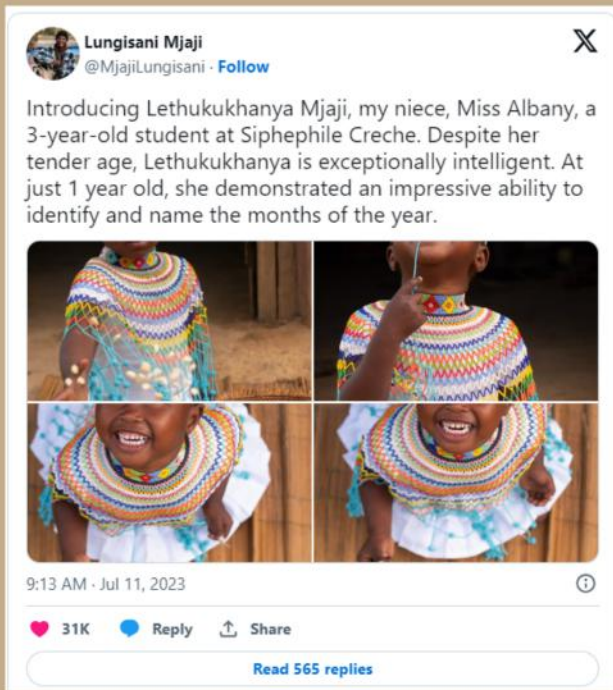 Lungisani Mjaji
@MjajiLungisani · Follow
Introducing Lethukukhanya Mjaji, my niece, Miss Albany, a
3-year-old student at Siphephile Creche. Despite her
tender age, Lethukukhanya is exceptionally intelligent. At
just 1 year old, she demonstrated an impressive ability to
identify and name the months of the year.
9:13 AM · Jul 11, 2023
31K Reply Share
Read 565 replies